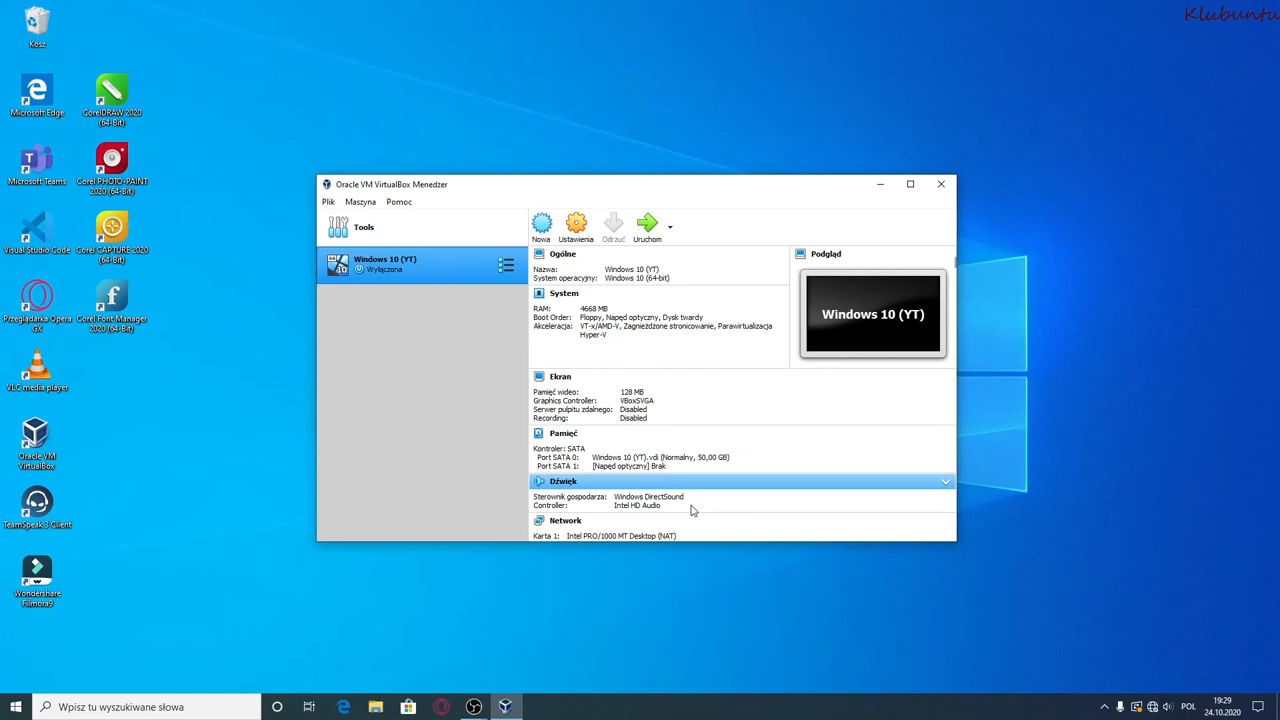 Klubuntu
Kosz
Microsoft Edge
CorelDRAW 2020
(64-Bit)
Microsoft Teams
Corel PHOTO-PAINT
2020 (64-Bit)
Visual Studio Code
Corel CAPTURE 2020
(64-Bit)
Przeglądarka Opera
GX
Corel Font Manager
2020 (64-Bit)
VLC media player
Oracle VM
VirtualBox
TeamSpeak 3 Client
Wondershare
Filmora9
Oracle VM VirtualBox Menedżer
Plik Maszyna Pomoc
Tools
Nowa Ustawienia Odrzuć Uruchom
Windows 10 (YT)
Wyłączona
Ogólne
Nazwa: Windows 10 (YT)
System operacyjny: Windows 10 (64-bit)
System
RAM: 4668 MB
Boot Order: Floppy, Napęd optyczny, Dysk twardy
Akceleracja: VT-x/AMD-V, Zagnieżdżone stronicowanie, Parawirtualizacja
Hyper-V
Podgląd
Windows 10 (YT)
Ekran
Pamięć wideo: 128 MB
Graphics Controller: VBoxSVGA
Serwer pulpitu zdalnego: Disabled
Recording: Disabled
Pamięć
Kontroler: SATA
Port SATA 0: Windows 10 (YT).vdi (Normalny, 50,00 GB)
Port SATA 1: [Napęd optyczny] Brak
Dźwięk
Sterownik gospodarza: Windows DirectSound
Controller: Intel HD Audio
Network
Karta 1: Intel PRO/1000 MT Desktop (NAT)
Wpisz tu wyszukiwane słowa
POL
19:29
24.10.2020